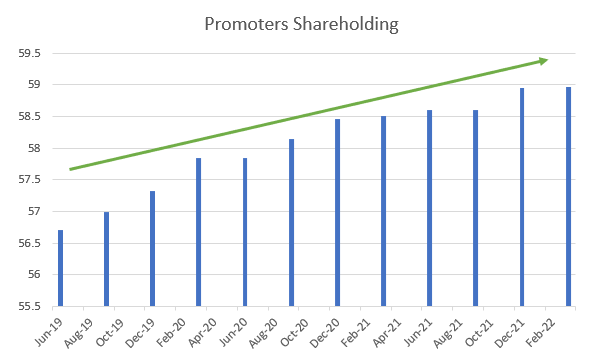 Promoters Shareholding
59.5
59
58.5
58
57.5
57
56.5
56
55.5
Jun-19
Aug-19
Oct-19
Dec-19
Feb-20
Apr-20
Jun-20
Aug-20
Oct-20
Dec-20
Feb-21
Apr-21
Jun-21
Aug-21
Oct-21
Dec-21
Feb-22